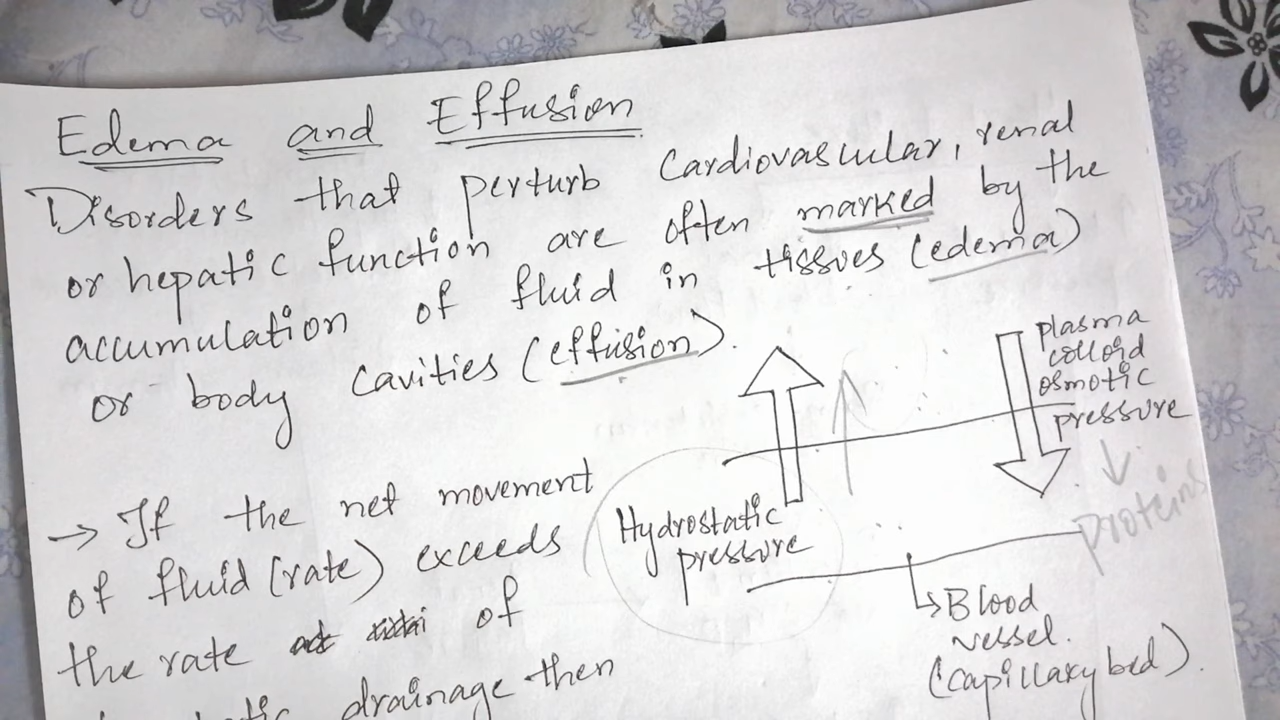 Edema and Effusion
Disorders that perturb Cardiovascular, renal
or hepatic function are often marked by the
accumulation of fluid in tissues (edema)
or body cavities (effusion).
plasma
colloid
osmotic
pressure
↓
proteins
Hydrostatic
pressure
Blood
vessel.
(capillary bed).
→ If the net movement
of fluid (rate) exceeds
the rate of
drainage then